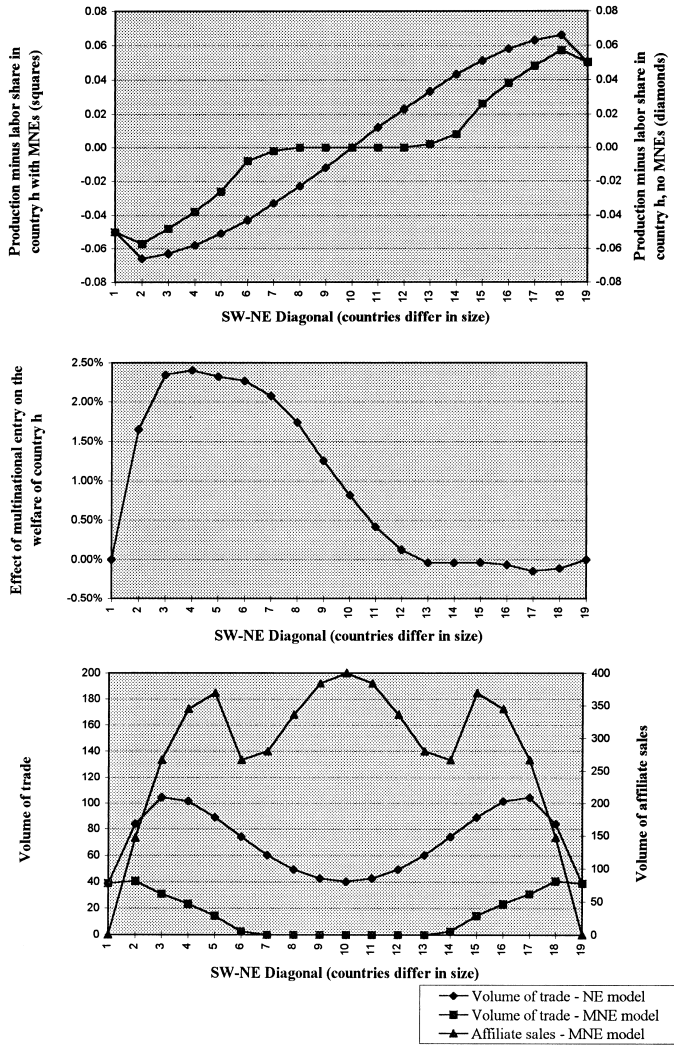 Production minus labor share in
country h with MNEs (squares)
0.08
0.06
0.04
0.02
0.00
-0.02
-0.04
-0.06
-0.08
0.08
0.06
0.04
0.02
0.00
-0.02
-0.04
-0.06
-0.08
Production minus labor share in
country h, no MNEs (diamonds)
1 2 3 4 5 6 7 8 9 10 11 12 13 14 15 16 17 18 19
SW-NE Diagonal (countries differ in size)
Effect of multinational entry on the
welfare of country h
2.50%
2.00%
1.50%
1.00%
0.50%
0.00%
-0.50%
1 2 3 4 5 6 7 8 9 10 11 12 13 14 15 16 17 18 19
SW-NE Diagonal (countries differ in size)
Volume of trade
200
180
160
140
120
100
80
60
40
20
0
400
350
300
250
200
150
100
50
0
Volume of affiliate sales
1 2 3 4 5 6 7 8 9 10 11 12 13 14 15 16 17 18 19
SW-NE Diagonal (countries differ in size)
Volume of trade - NE model
Volume of trade - MNE model
Affiliate sales - MNE model